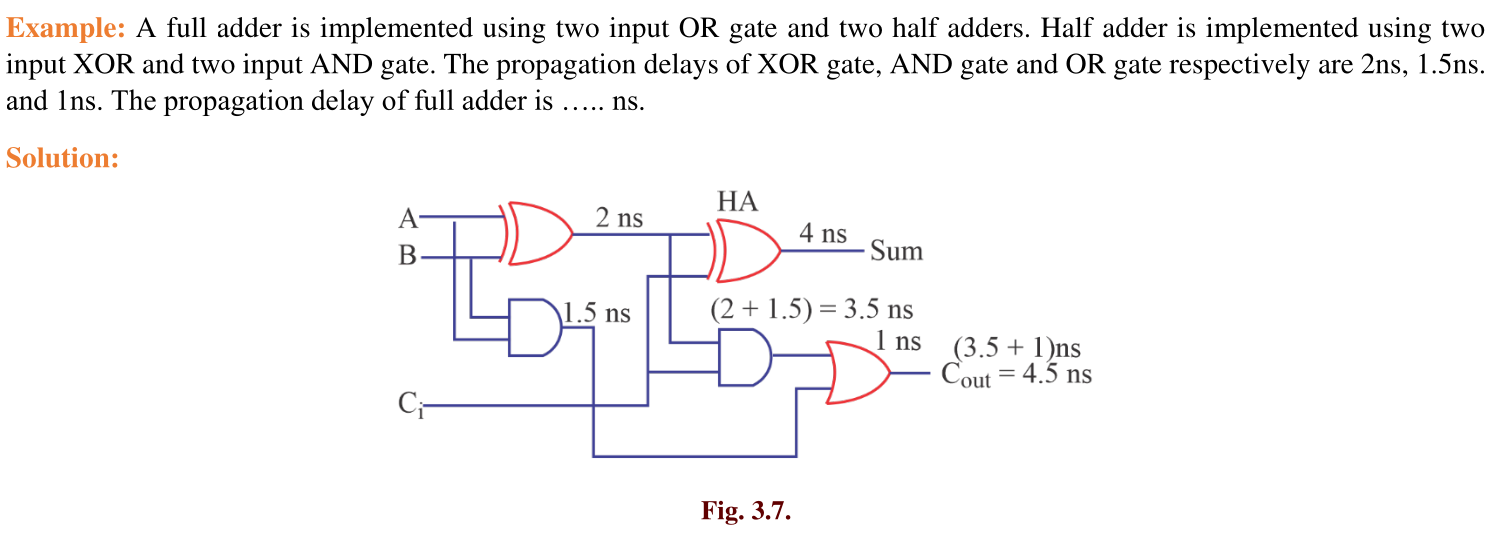 Example: A full adder is implemented using two input OR gate and two half adders. Half adder is implemented using two
input XOR and two input AND gate. The propagation delays of XOR gate, AND gate and OR gate respectively are 2ns, 1.5ns.
and 1ns. The propagation delay of full adder is ….. ns.
Solution:
HA
A
2 ns
4 ns
B
Sum
1.5 ns
(2 + 1.5) = 3.5 ns
1 ns
(3.5 + 1)ns
Cout = 4.5 ns
Ci
Fig. 3.7.